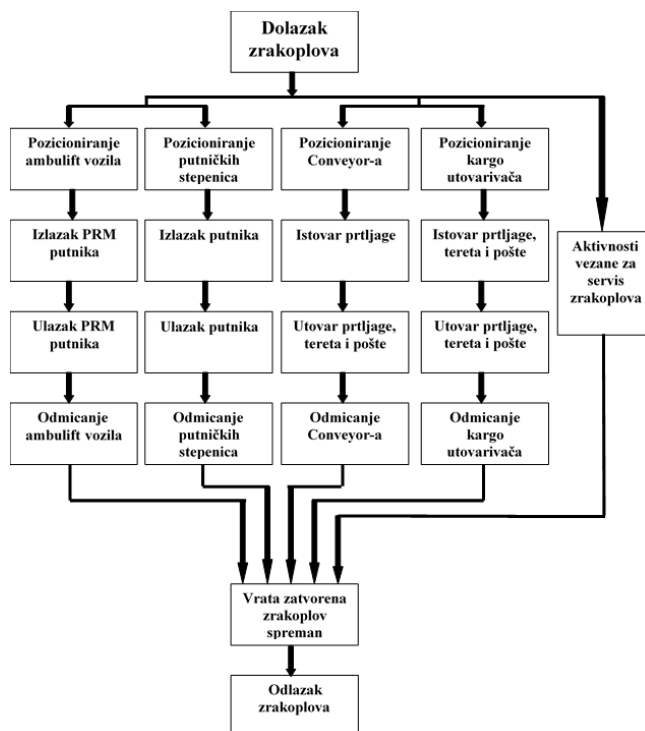 Dolazak
zrakoplova
Pozicioniranje
ambulift vozila
Pozicioniranje
putničkih
stepenica
Pozicioniranje
Conveyor-a
Pozicioniranje
kargo
utovarivača
Izlazak PRM
putnika
Izlazak putnika
Istovar prtljage
Istovar prtljage,
tereta i pošte
Aktivnosti
vezane za
servis
zrakoplova
Ulazak PRM
putnika
Ulazak putnika
Utovar prtljage,
tereta i pošte
Utovar prtljage,
tereta i pošte
Odmicanje
ambulift vozila
Odmicanje
putničkih
stepenica
Odmicanje
Conveyor-a
Odmicanje
kargo
utovarivača
Vrata zatvorena
zrakoplov
spreman
Odlazak
zrakoplova